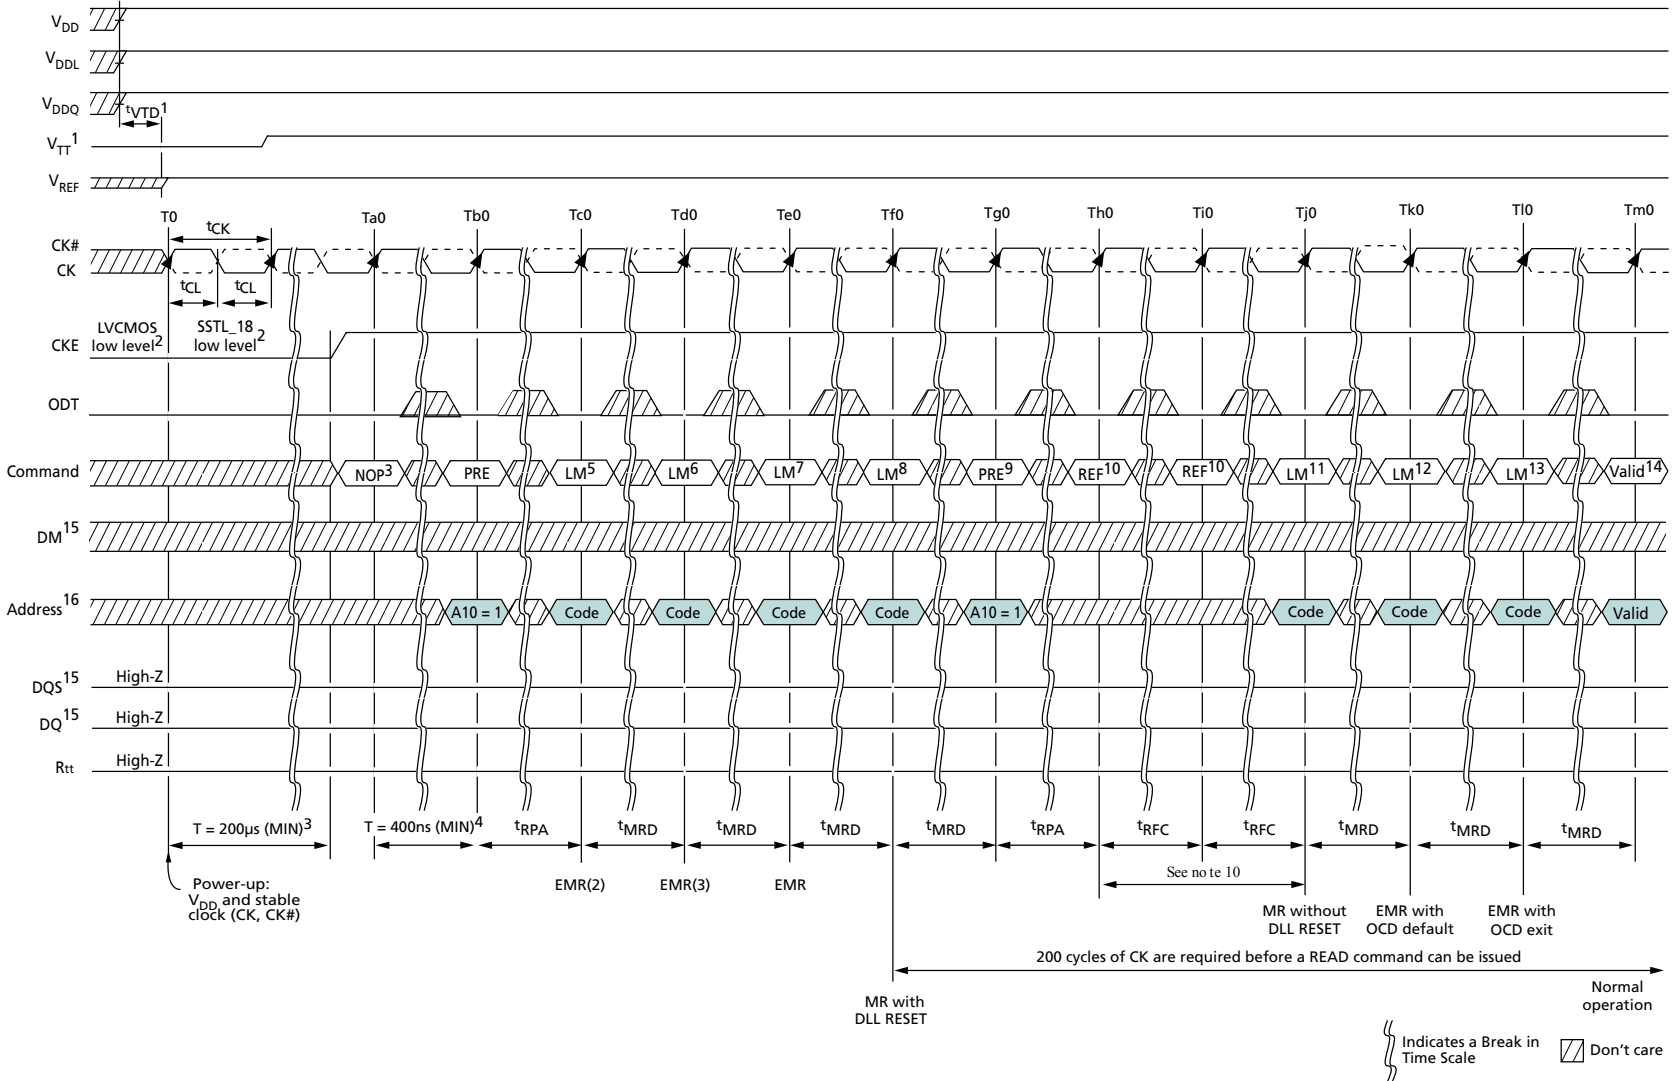 VDD
VDDL
VDDQ
tVTD1
VTT1
VREF
T0 Ta0 Tb0 Tc0 Td0 Te0 Tf0 Tg0 Th0 Ti0 Tj0 Tk0 Tl0 Tm0
tCK
CK#
CK
tCL tCL
LVCMOS
low level2
SSTL_18
low level2
CKE
ODT
Command NOP3 PRE LM5 LM6 LM7 LM8 PRE9 REF10 REF10 LM11 LM12 LM13 Valid14
DM15
Address16 A10 = 1 Code Code Code Code A10 = 1 Code Code Code Valid
DQS15 High-Z
DQ15 High-Z
Rtt High-Z
T = 200µs (MIN)3 T = 400ns (MIN)4 tRPA tMRD tMRD tMRD tMRD tRPA tRFC tRFC tMRD tMRD tMRD
See note 10
Power-up:
VDD and stable
clock (CK, CK#)
EMR(2) EMR(3) EMR
MR without
DLL RESET
EMR with
OCD default
EMR with
OCD exit
200 cycles of CK are required before a READ command can be issued
MR with
DLL RESET
Normal
operation
Indicates a Break in
Time Scale
Don't care